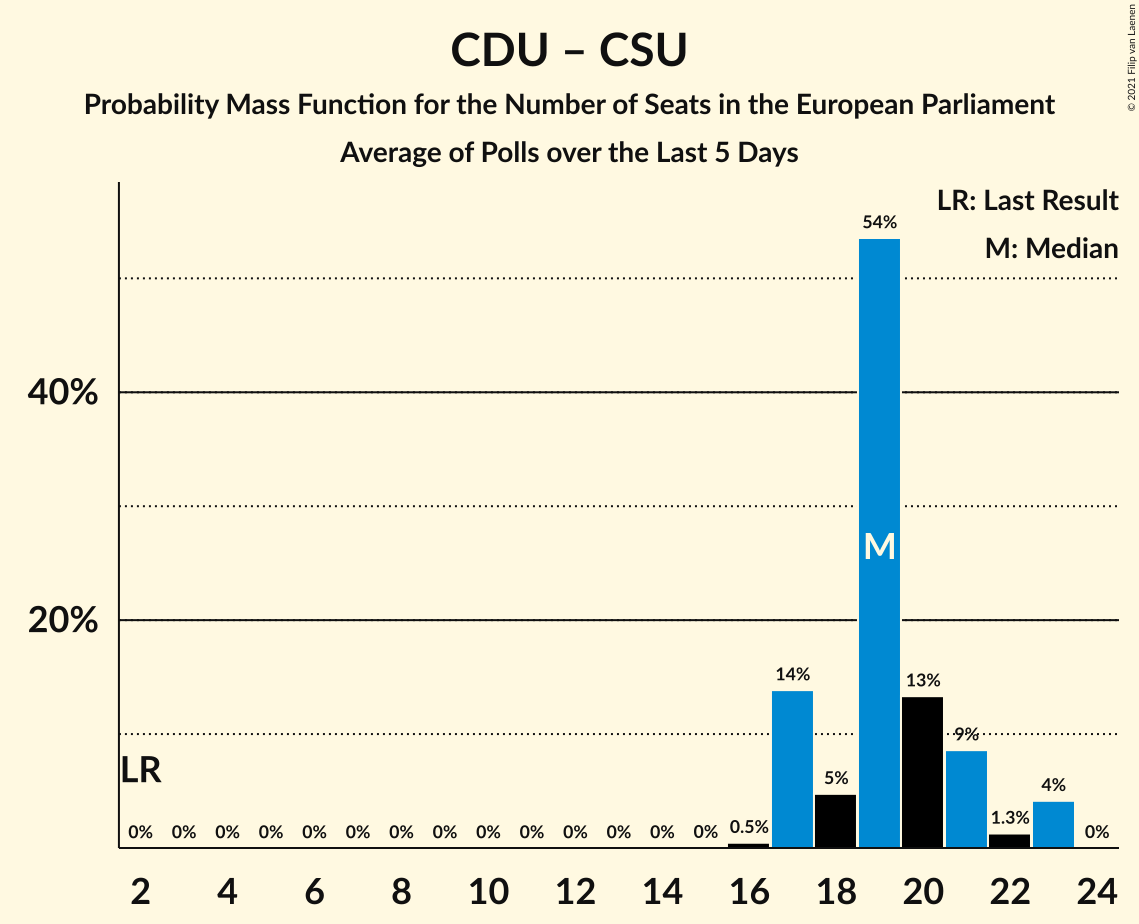 © 2021 Filip van Laenen
CDU – CSU
Probability Mass Function for the Number of Seats in the European Parliament
Average of Polls over the Last 5 Days
LR: Last Result
M: Median
54%
40%
M
20%
14%
13%
9%
LR
5%
4%
0% 0% 0% 0% 0% 0% 0% 0% 0% 0% 0% 0% 0% 0% 0.5% 1.3% 0%
2 4 6 8 10 12 14 16 18 20 22 24